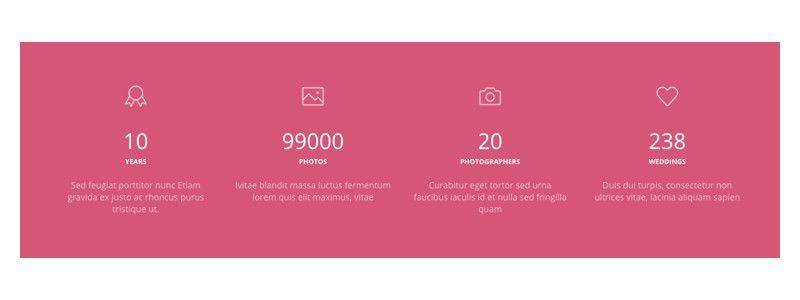 10
YEARS
Sed feugiat porttitor nunc Etiam
gravida ex justo ac rhoncus purus
tristique ut.
99000
PHOTOS
Ivitae blandit massa luctus fermentum
lorem quis elit maximus, vitae
20
PHOTOGRAPHERS
Curabitur eget tortor sed urna
faucibus iaculis id et nulla sed fringilla
quam
238
WEDDINGS
Duis dui turpis, consectetur non
ultrices vitae, lacinia aliquam sapien